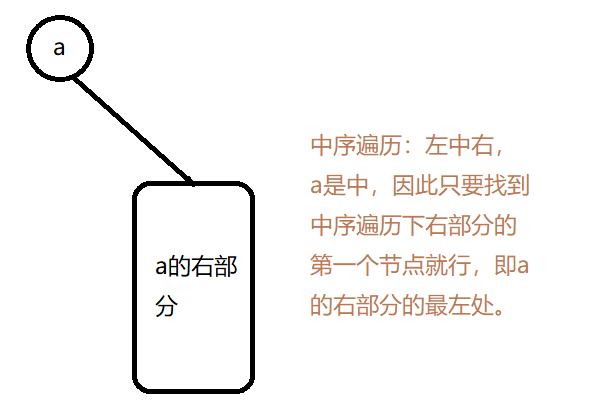 a
a的右部
分
中序遍历：左中右，
a是中，因此只要找到
中序遍历下右部分的
第一个节点就行，即a
的右部分的最左处。